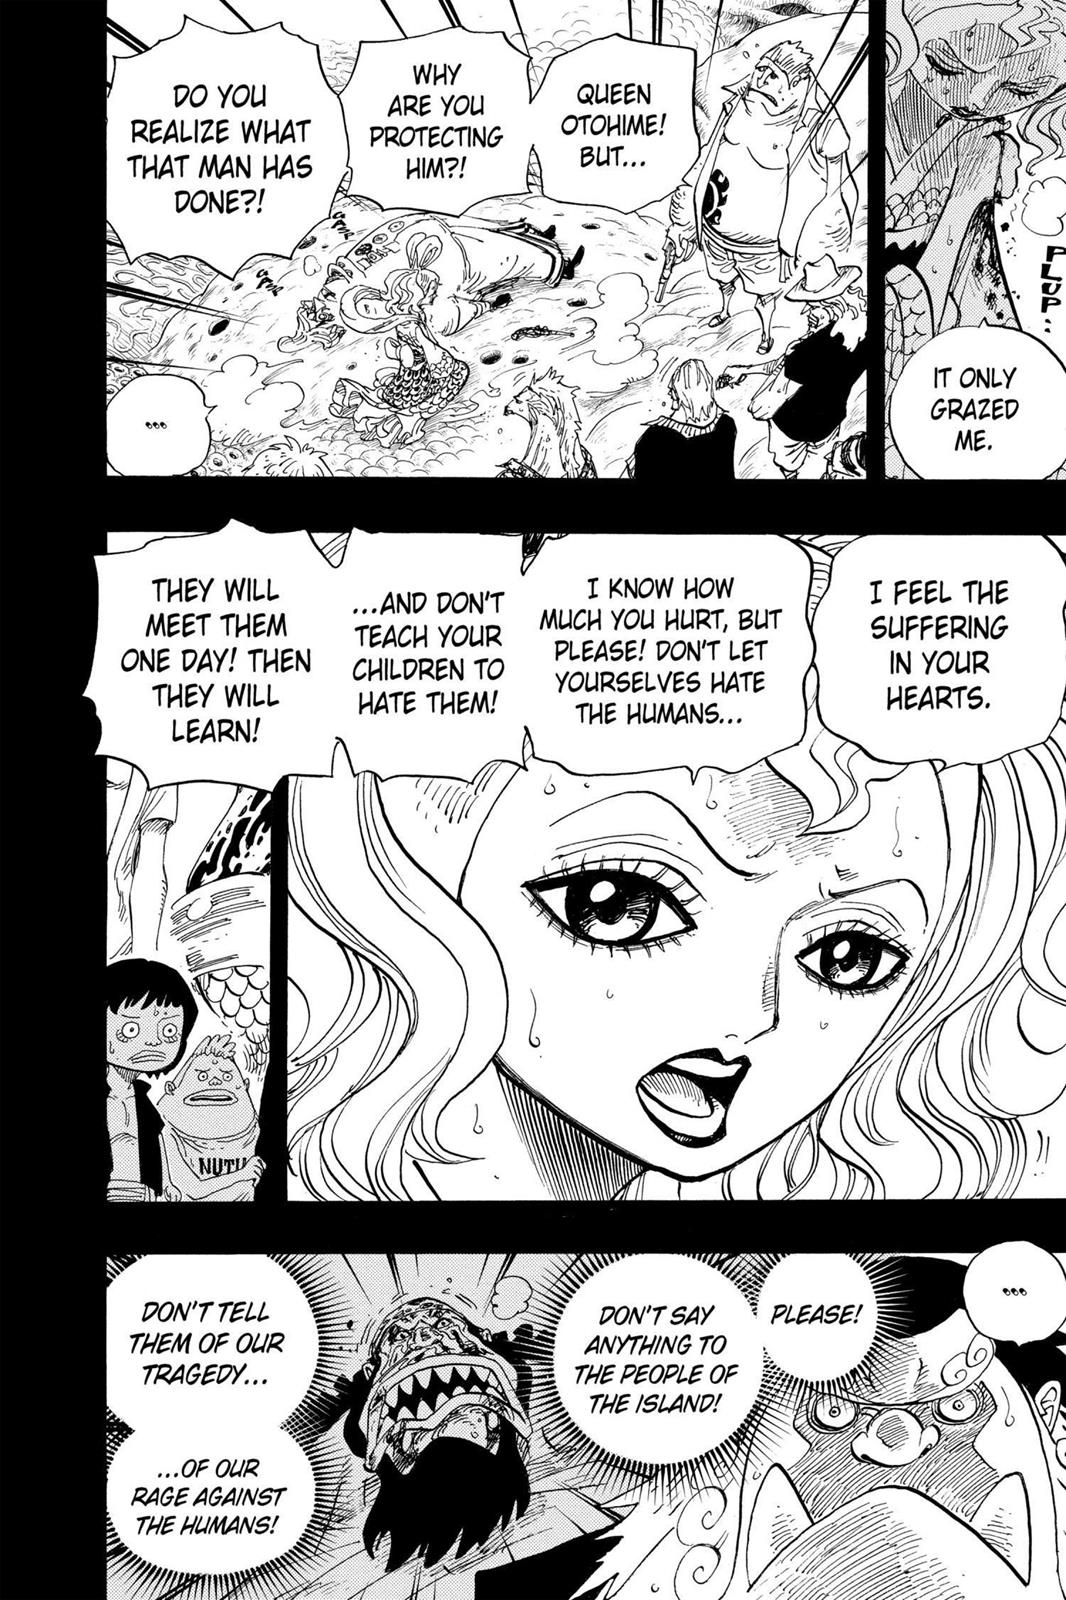 PLUP..
IT ONLY
GRAZED
ME.
QUEEN
OTOHIME!
BUT...
WHY
ARE YOU
PROTECTING
HIM?!
DO YOU
REALIZE WHAT
THAT MAN HAS
DONE?!
...
I FEEL THE
SUFFERING
IN YOUR
HEARTS.
I KNOW HOW
MUCH YOU HURT, BUT
PLEASE! DON'T LET
YOURSELVES HATE
THE HUMANS...
...AND DON'T
TEACH YOUR
CHILDREN TO
HATE THEM!
THEY WILL
MEET THEM
ONE DAY! THEN
THEY WILL
LEARN!
NUTU
...
PLEASE!
DON'T SAY
ANYTHING TO
THE PEOPLE OF
THE ISLAND!
DON'T TELL
THEM OF OUR
TRAGEDY...
...OF OUR
RAGE AGAINST
THE HUMANS!